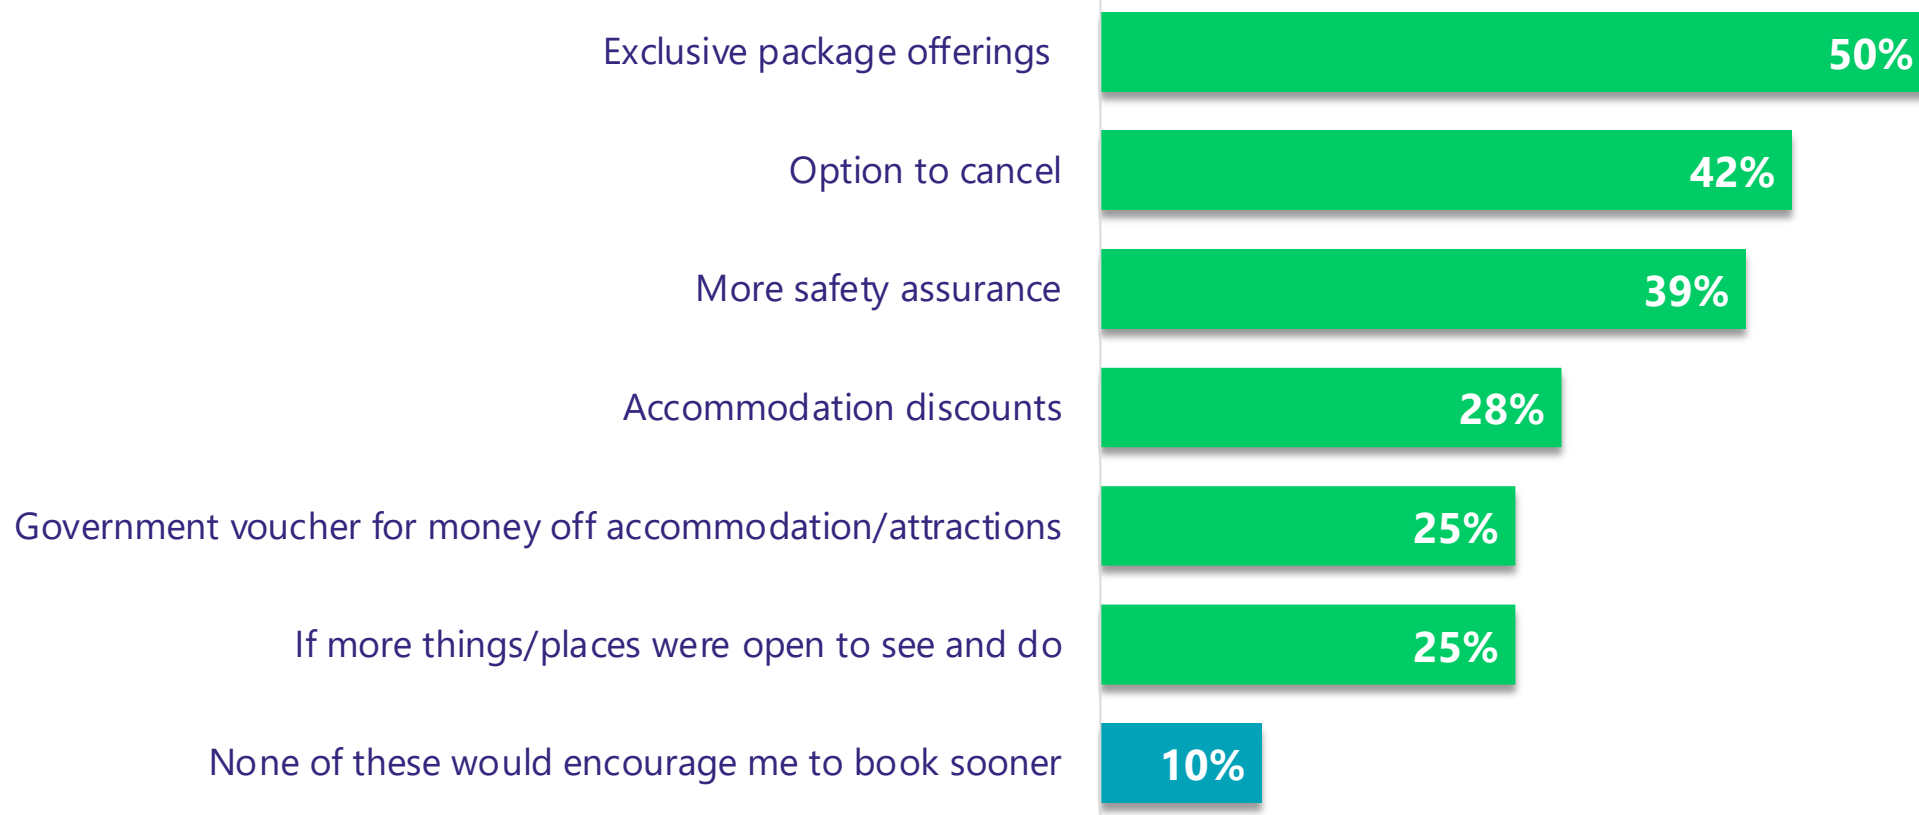 Exclusive package offerings 50%
Option to cancel 42%
More safety assurance 39%
Accommodation discounts 28%
Government voucher for money off accommodation/attractions 25%
If more things/places were open to see and do 25%
None of these would encourage me to book sooner 10%